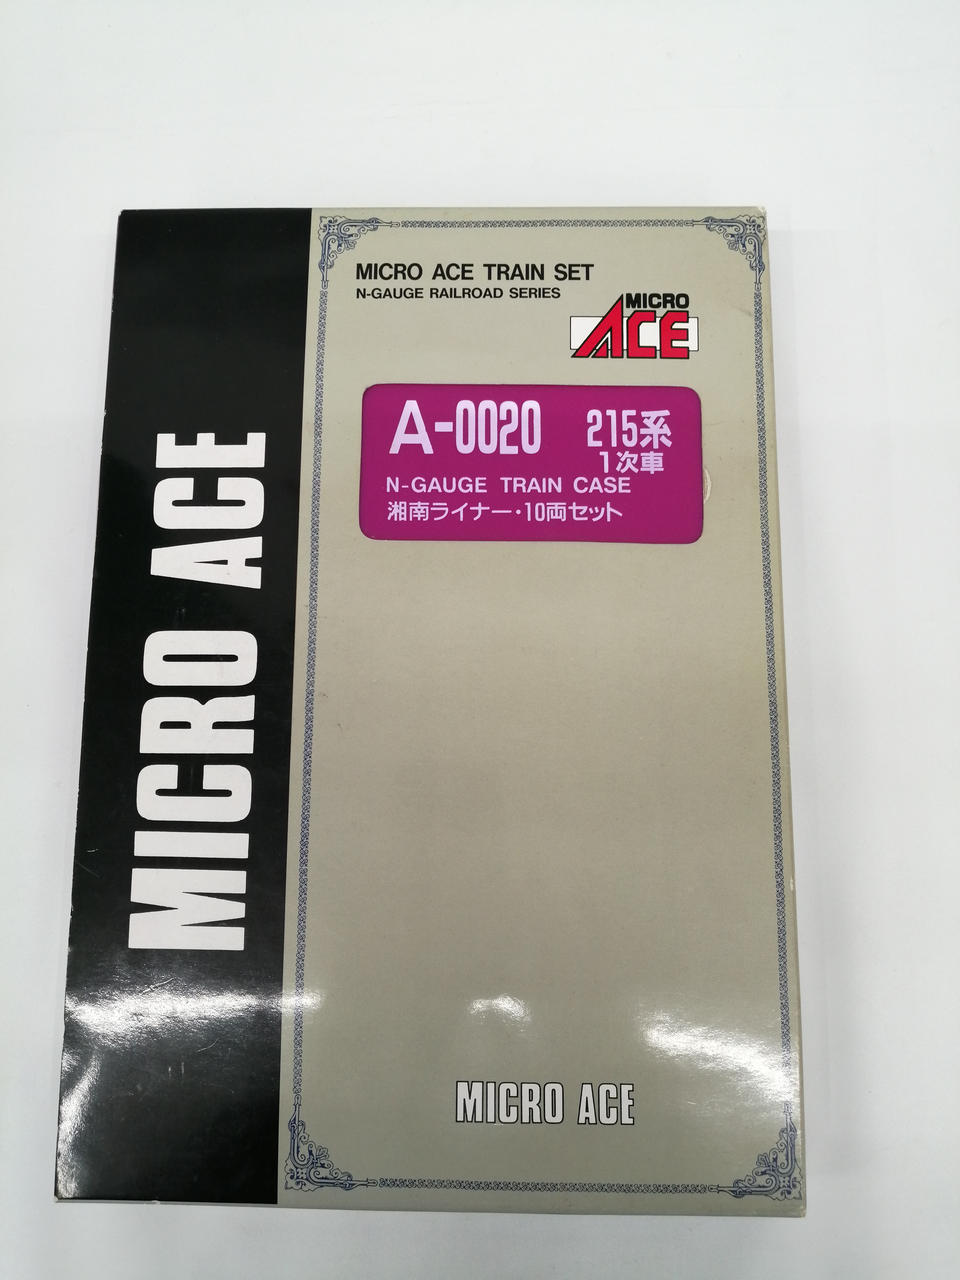 MICRO ACE
MICRO ACE TRAIN SET
N-GAUGE RAILROAD SERIES
MICRO
ACE
A-0020 215系
1次車
N-GAUGE TRAIN CASE
湘南ライナー・10両セット
MICRO ACE